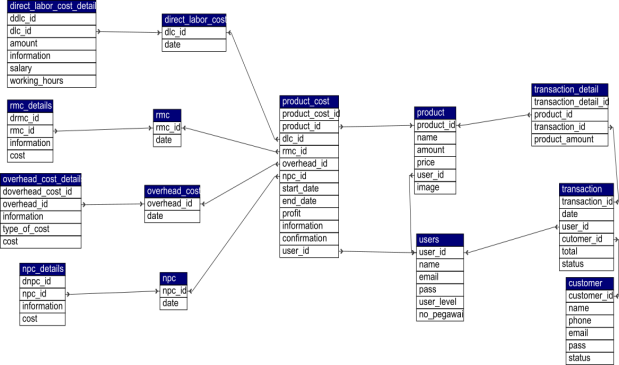 direct_labor_cost_detail
ddlc_id
dlc_id
amount
information
salary
working_hours
direct_labor_cost
dlc_id
date
rmc_details
drmc_id
rmc_id
information
cost
rmc
rmc_id
date
overhead_cost_detail
doverhead_cost_id
overhead_id
information
type_of_cost
cost
overhead_cost
overhead_id
date
npc_details
dnpc_id
npc_id
information
cost
npc
npc_id
date
product_cost
product_cost_id
product_id
dlc_id
rmc_id
overhead_id
npc_id
start_date
end_date
profit
information
confirmation
user_id
product
product_id
name
amount
price
user_id
image
users
user_id
name
email
pass
user_level
no_pegawai
transaction_detail
transaction_detail_id
product_id
transaction_id
product_amount
transaction
transaction_id
date
user_id
cutomer_id
total
status
customer
customer_id
name
phone
email
pass
status